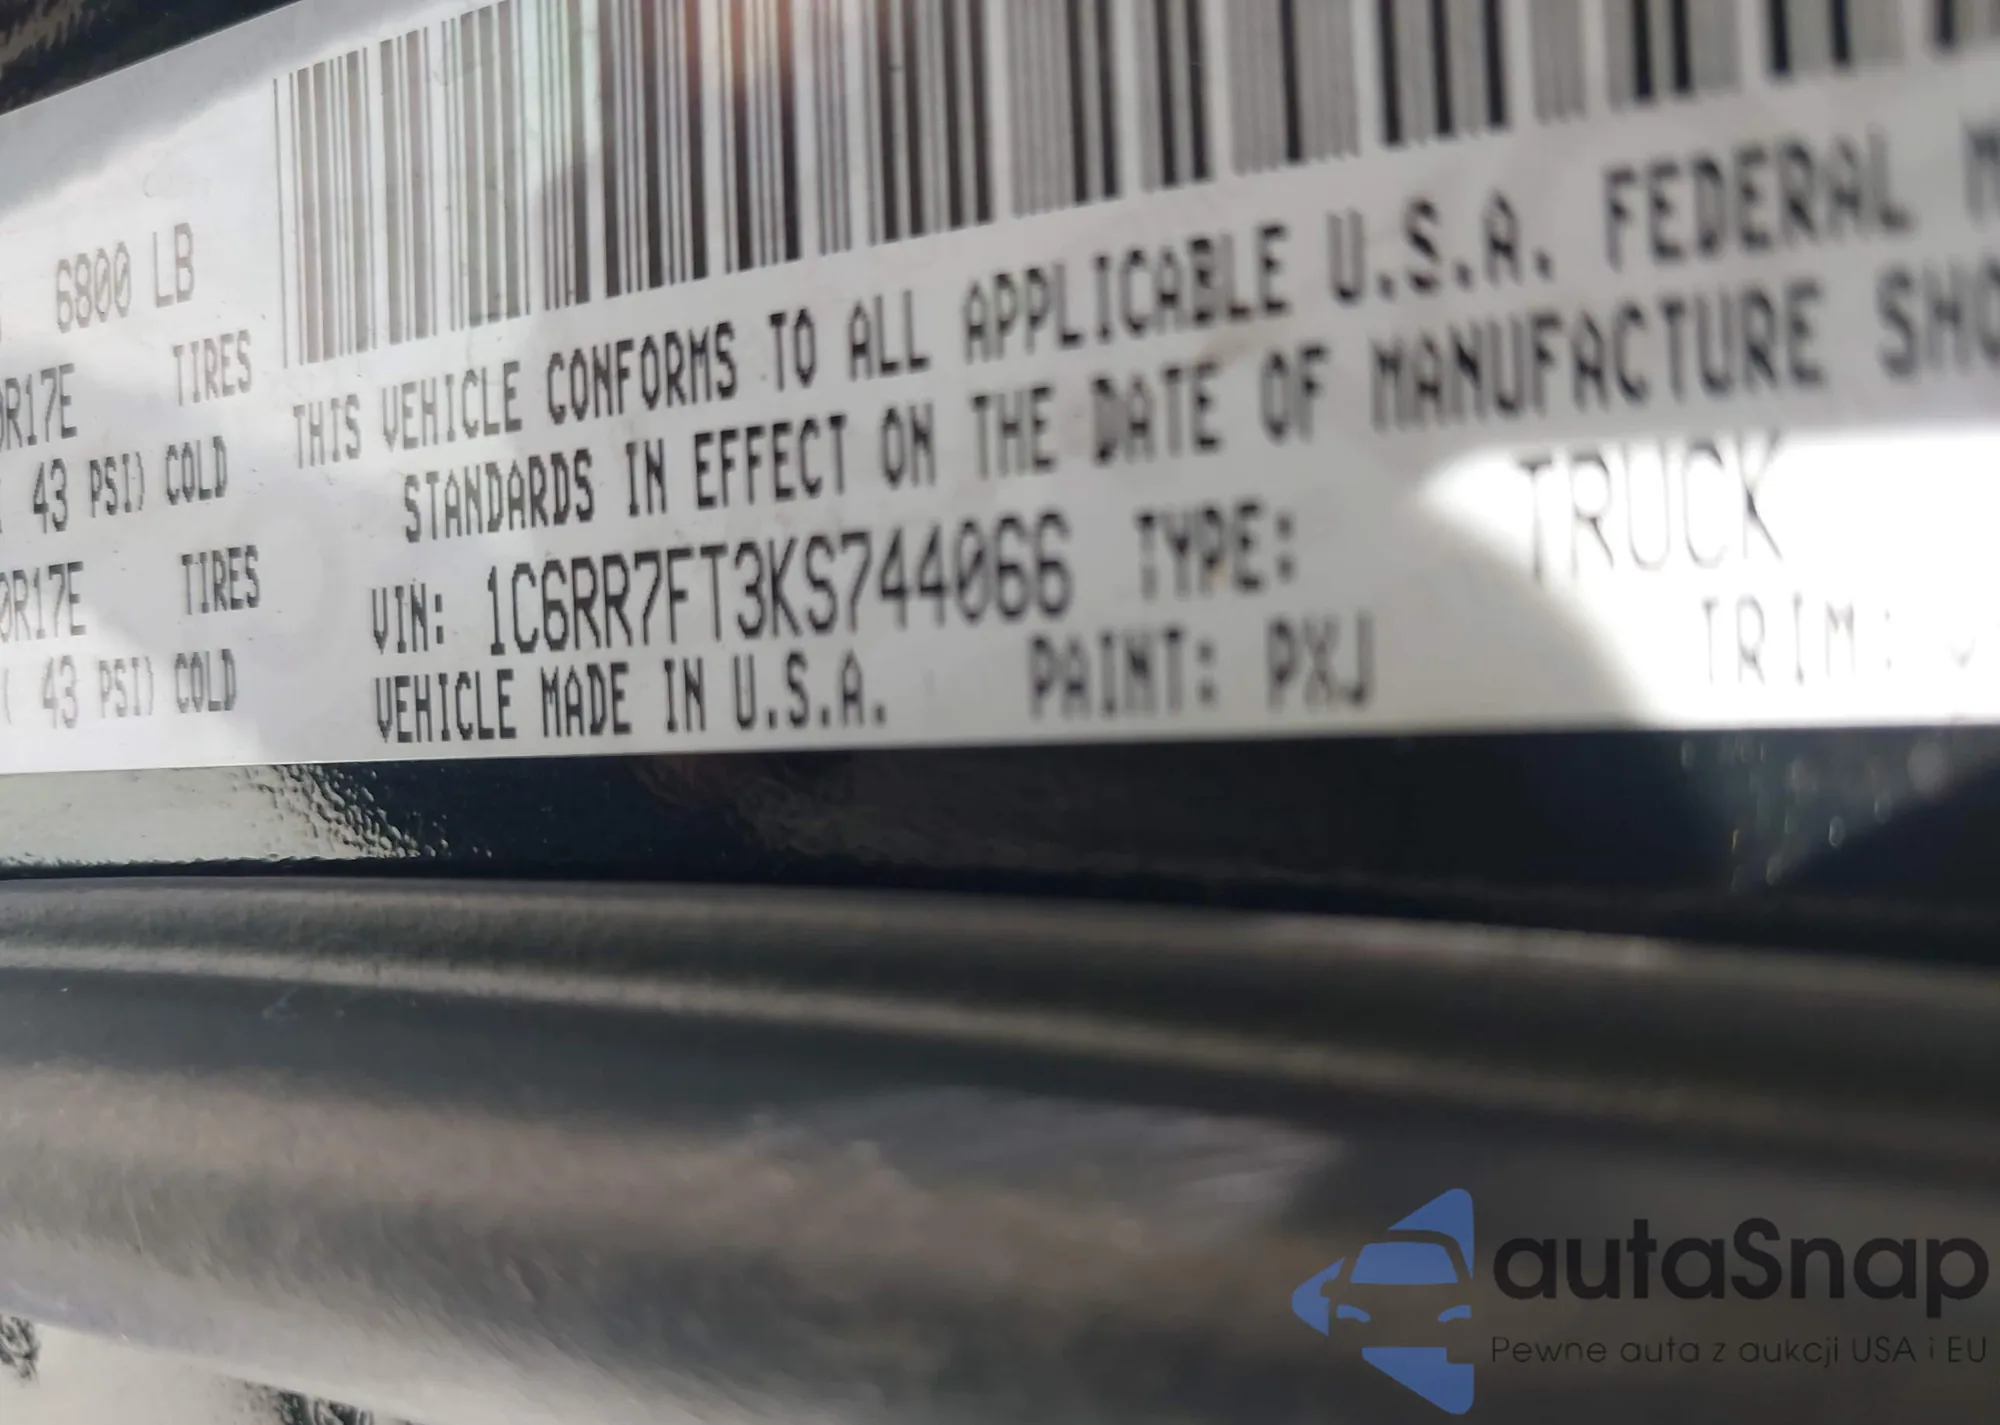 6800 LB
TIRES
0R17E
43 PSI) COLD
TIRES
0R17E
( 43 PSI) COLD
THIS VEHICLE CONFORMS TO ALL APPLICABLE U.S.A. FEDERAL M
STANDARDS IN EFFECT ON THE DATE OF MANUFACTURE SHO
VIN: 1C6RR7FT3KS744066 TYPE: TRUCK
VEHICLE MADE IN U.S.A. PAINT: PXJ TRIM:
autaSnap
Pewne auta z aukcji USA i EU